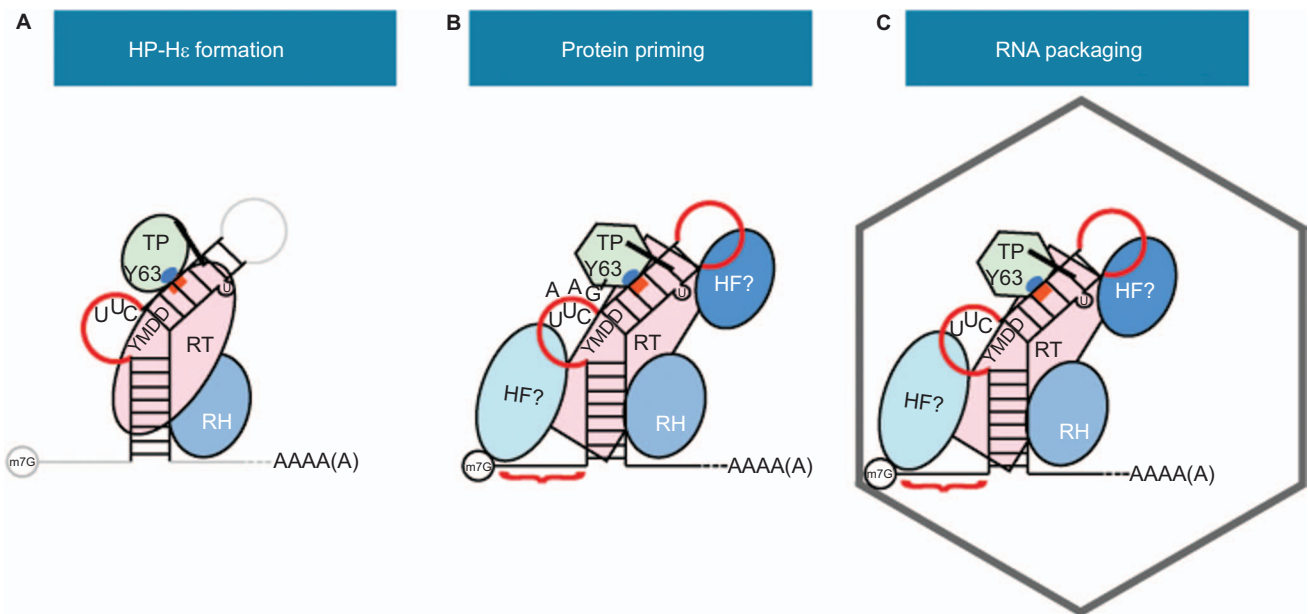 A
HP-Hε formation
B
Protein priming
C
RNA packaging
TP
Y63
U
U
U
C
YMDD
RT
RH
m7G
AAAA(A)
TP
Y63
HF?
A
A
G
U
U
U
C
YMDD
RT
HF?
RH
m7G
AAAA(A)
TP
Y63
HF?
U
U
U
C
YMDD
RT
HF?
RH
m7G
AAAA(A)